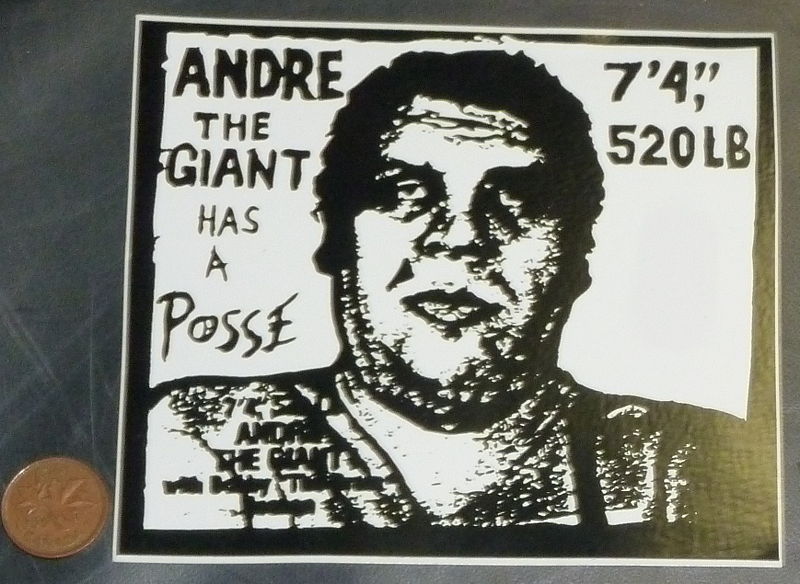 ANDRE
THE
GIANT
HAS
A
POSSE
7'4",
520 LB
ANDRE
THE GIANT